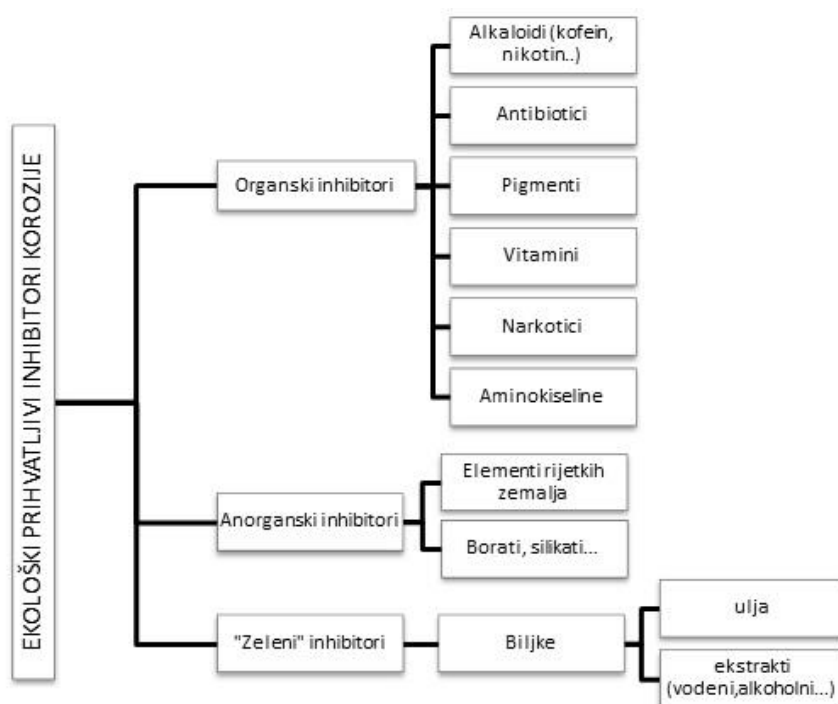 EKOLOŠKI PRIHVATLJIVI INHIBITORI KOROZIJE
Organski inhibitori
Alkaloidi (kofein,
nikotin..)
Antibiotici
Pigmenti
Vitamini
Narkotici
Aminokiseline
Anorganski inhibitori
Elementi rijetkih
zemalja
Borati, silikati...
"Zeleni" inhibitori
Biljke
ulja
ekstrakti
(vodeni,alkoholni...)